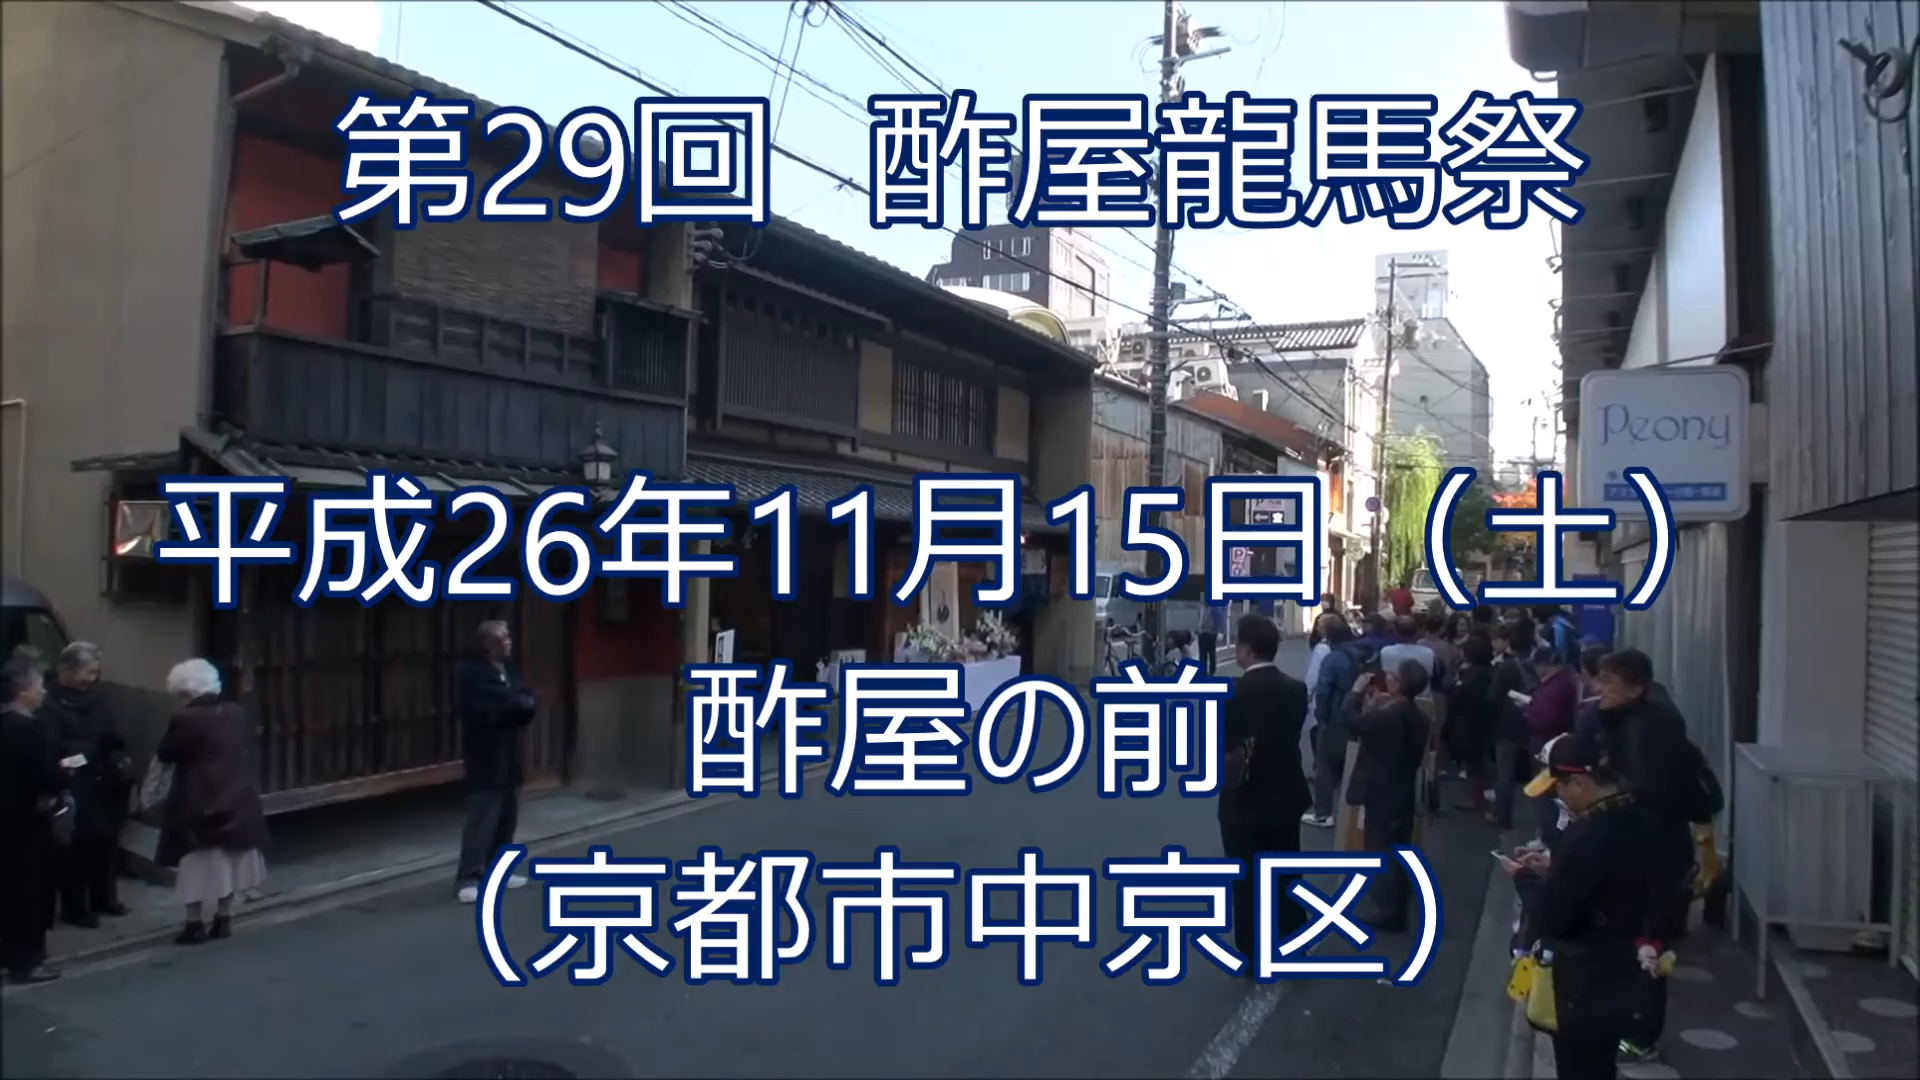 第29回　酢屋龍馬祭
Peony
平成26年11月15日（土）
酢屋の前
（京都市中京区）